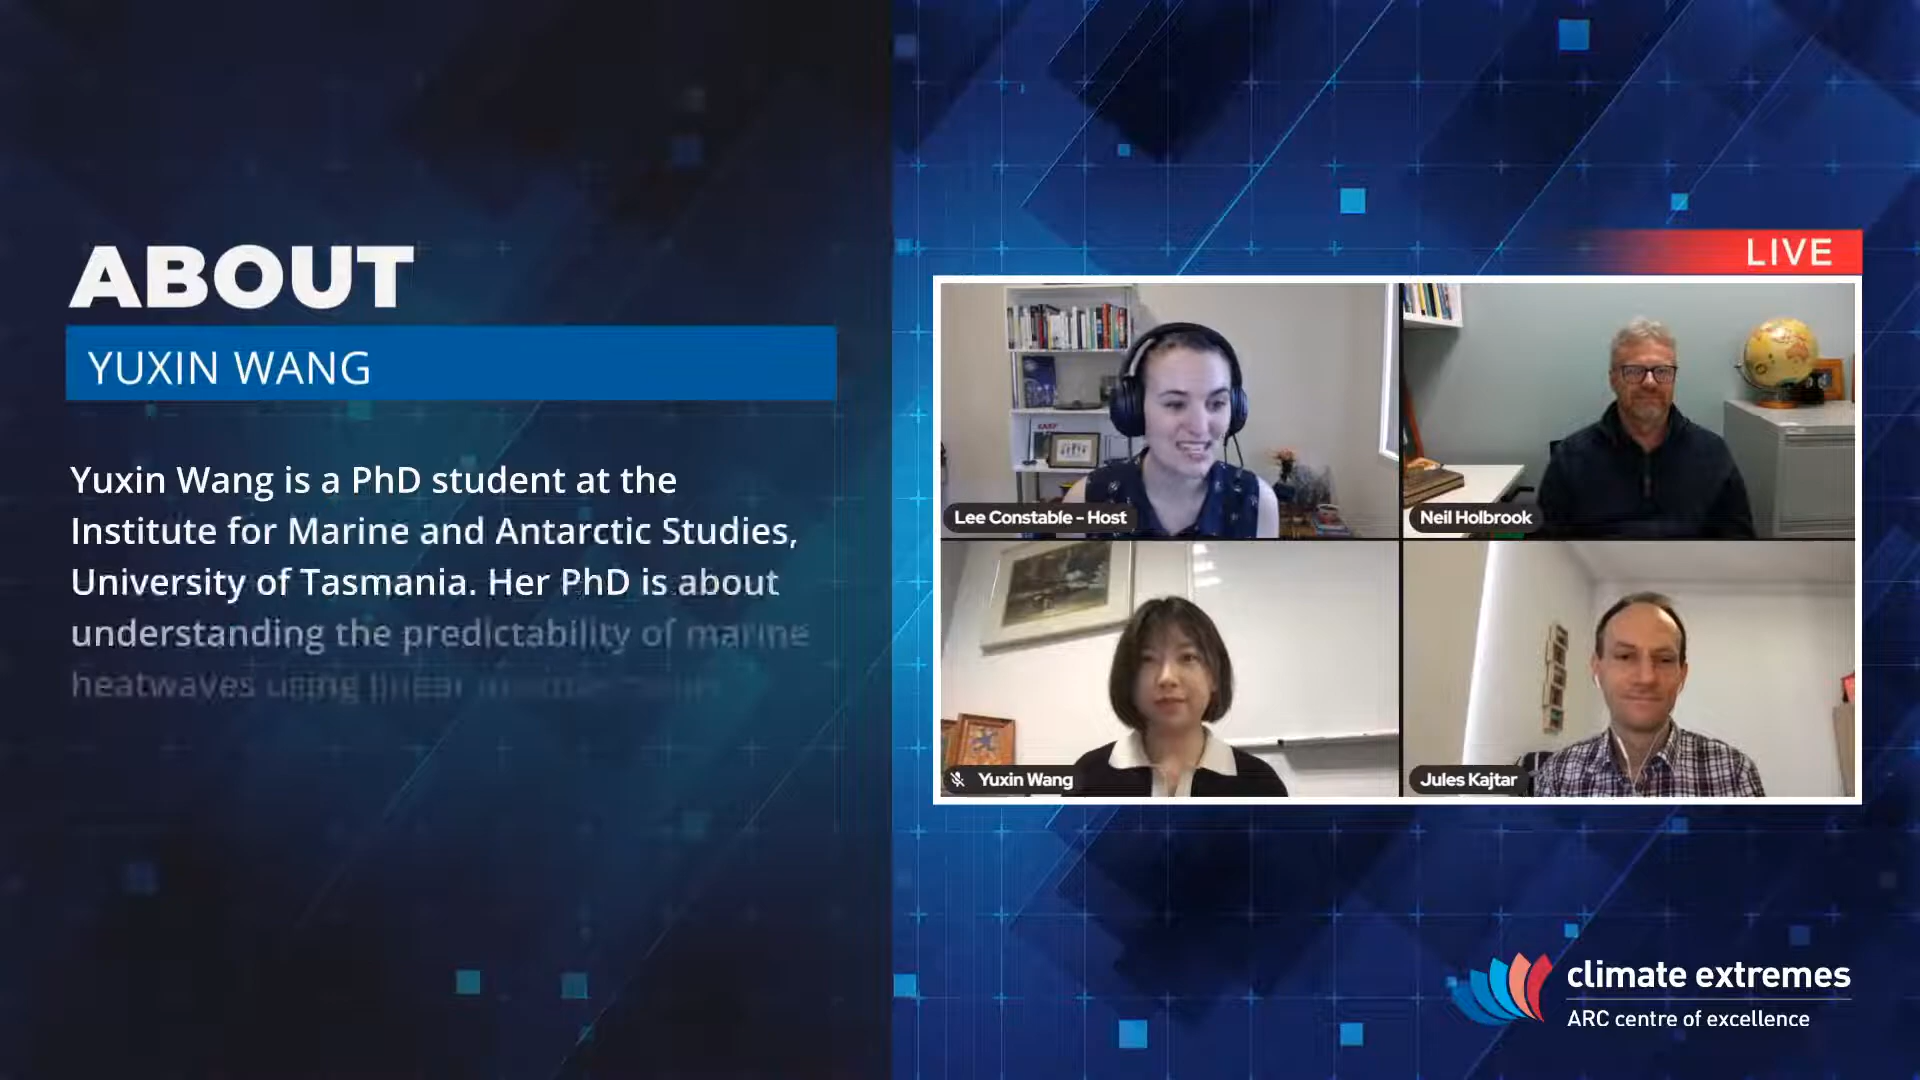 ABOUT
YUXIN WANG
Yuxin Wang is a PhD student at the
Institute for Marine and Antarctic Studies,
University of Tasmania. Her PhD is about
understanding the predictability of marine
heatwaves using linear
LIVE
Lee Constable - Host
Neil Holbrook
Yuxin Wang
Jules Kajtar
climate extremes
ARC centre of excellence